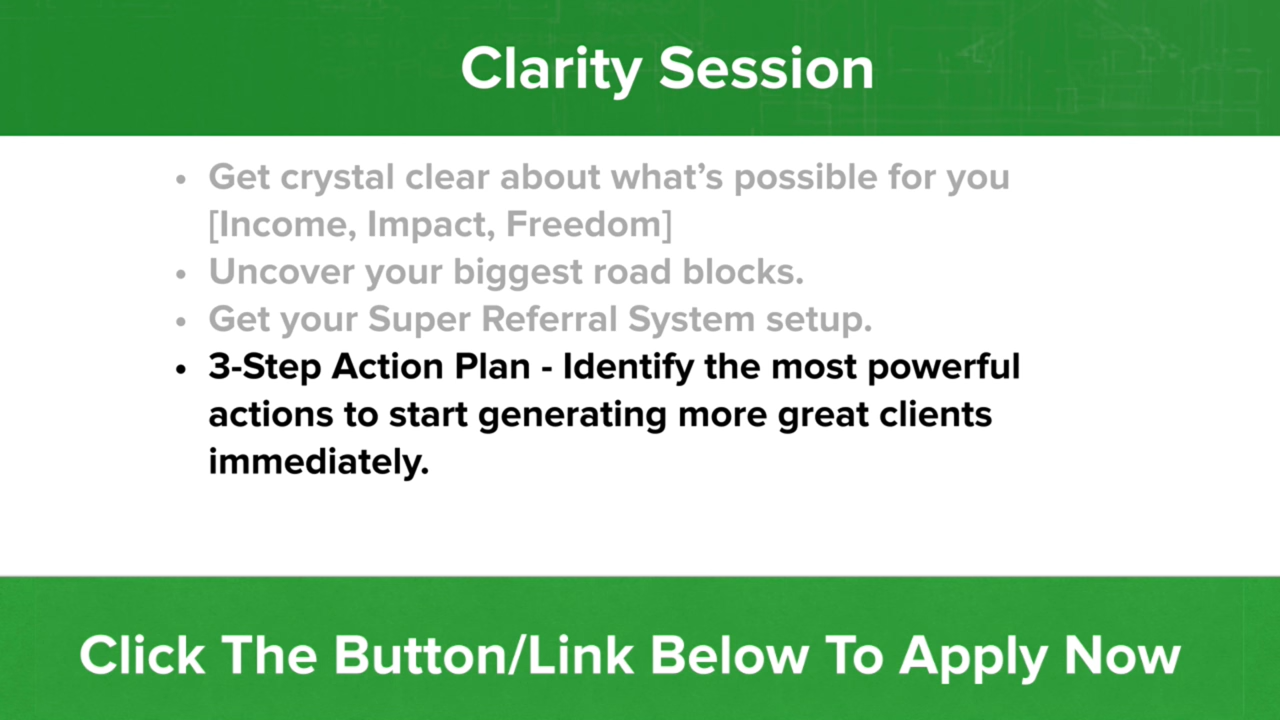 Clarity Session
• Get crystal clear about what’s possible for you
[Income, Impact, Freedom]
• Uncover your biggest road blocks.
• Get your Super Referral System setup.
• 3-Step Action Plan - Identify the most powerful
actions to start generating more great clients
immediately.
Click The Button/Link Below To Apply Now